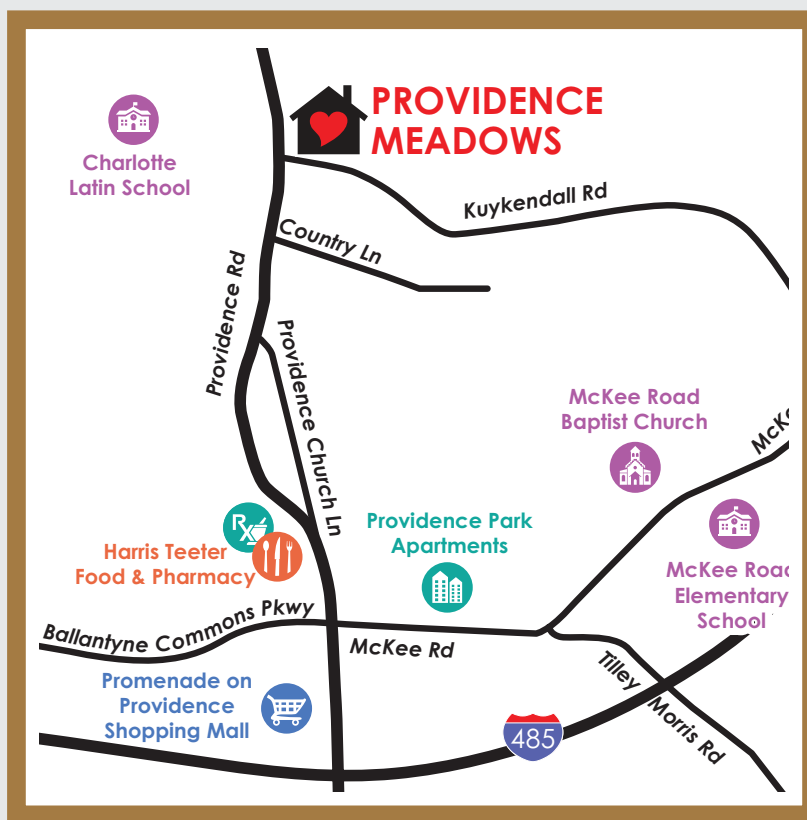 PROVIDENCE
MEADOWS
Charlotte
Latin School
Kuykendall Rd
Country Ln
Providence Rd
Providence Church Ln
McKee Road
Baptist Church
Rx
Providence Park
Apartments
Harris Teeter
Food & Pharmacy
McKee Road
Elementary
School
Ballantyne Commons Pkwy
McKee Rd
Tilley Morris Rd
Promenade on
Providence
Shopping Mall
485